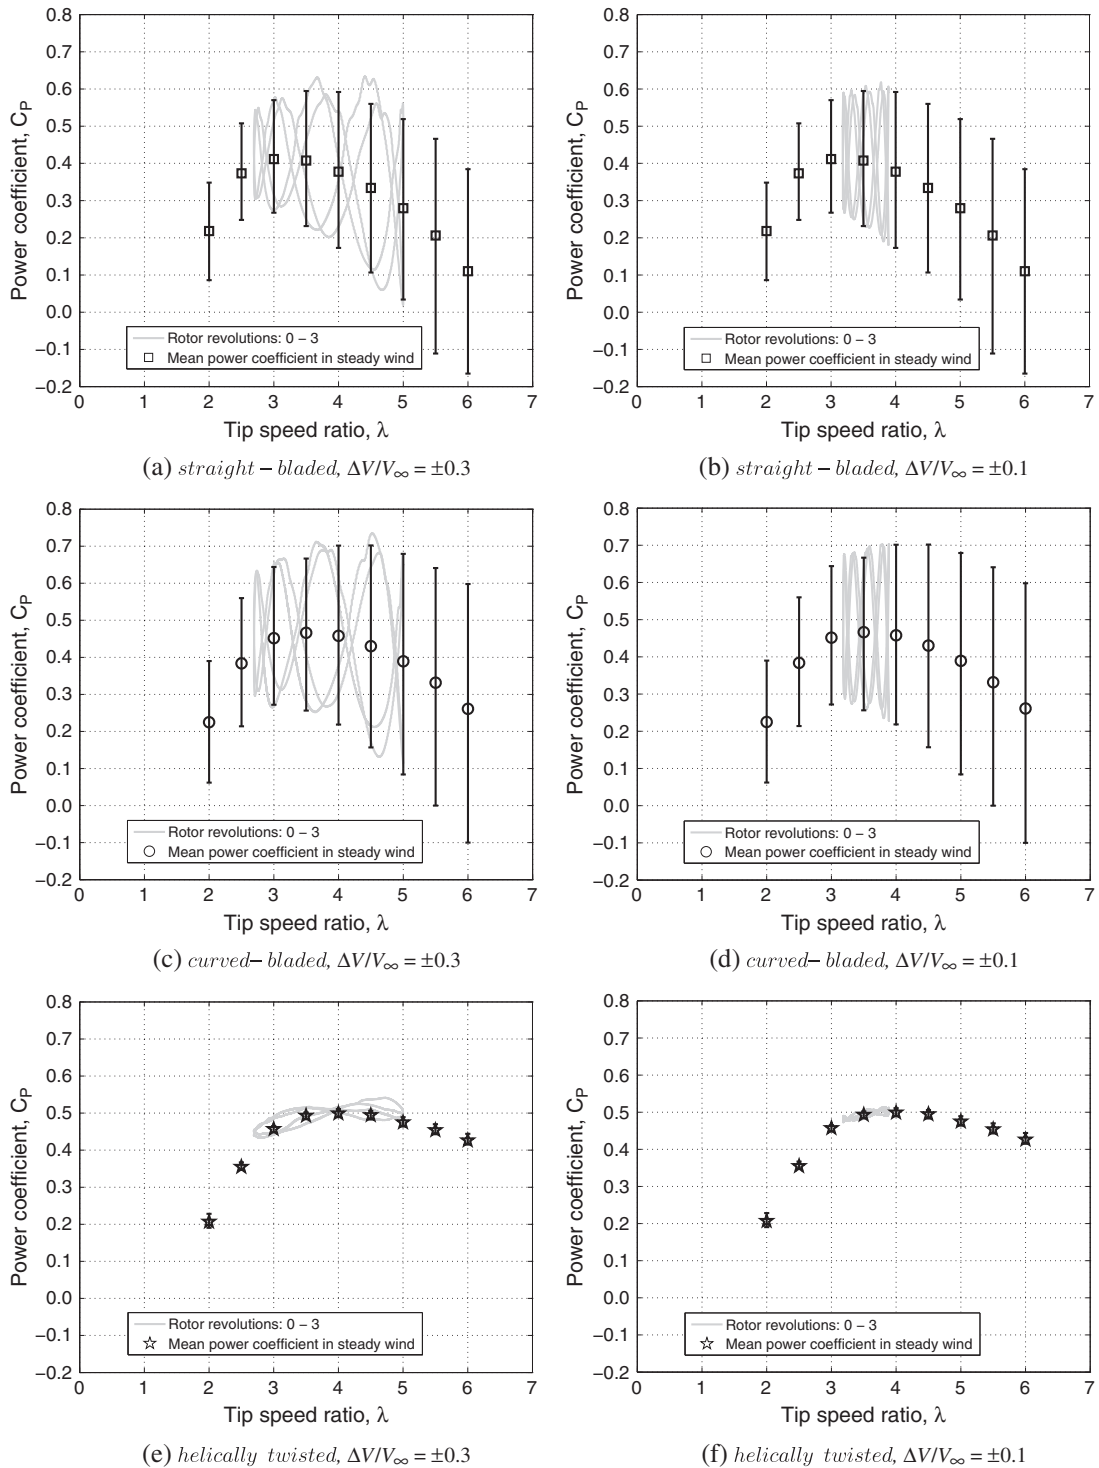 0.8
0.7
0.6
0.5
0.4
0.3
0.2
0.1
0.0
−0.1
−0.2
Power coefficient, C_P
Rotor revolutions: 0 − 3
Mean power coefficient in steady wind
0 1 2 3 4 5 6 7
Tip speed ratio, λ
(a) straight − bladed, ΔV/V∞ = ±0.3
0.8
0.7
0.6
0.5
0.4
0.3
0.2
0.1
0.0
−0.1
−0.2
Power coefficient, C_P
Rotor revolutions: 0 − 3
Mean power coefficient in steady wind
0 1 2 3 4 5 6 7
Tip speed ratio, λ
(b) straight − bladed, ΔV/V∞ = ±0.1
0.8
0.7
0.6
0.5
0.4
0.3
0.2
0.1
0.0
−0.1
−0.2
Power coefficient, C_P
Rotor revolutions: 0 − 3
Mean power coefficient in steady wind
0 1 2 3 4 5 6 7
Tip speed ratio, λ
(c) curved− bladed, ΔV/V∞ = ±0.3
0.8
0.7
0.6
0.5
0.4
0.3
0.2
0.1
0.0
−0.1
−0.2
Power coefficient, C_P
Rotor revolutions: 0 − 3
Mean power coefficient in steady wind
0 1 2 3 4 5 6 7
Tip speed ratio, λ
(d) curved− bladed, ΔV/V∞ = ±0.1
0.8
0.7
0.6
0.5
0.4
0.3
0.2
0.1
0.0
−0.1
−0.2
Power coefficient, C_P
Rotor revolutions: 0 − 3
Mean power coefficient in steady wind
0 1 2 3 4 5 6 7
Tip speed ratio, λ
(e) helically twisted, ΔV/V∞ = ±0.3
0.8
0.7
0.6
0.5
0.4
0.3
0.2
0.1
0.0
−0.1
−0.2
Power coefficient, C_P
Rotor revolutions: 0 − 3
Mean power coefficient in steady wind
0 1 2 3 4 5 6 7
Tip speed ratio, λ
(f) helically twisted, ΔV/V∞ = ±0.1